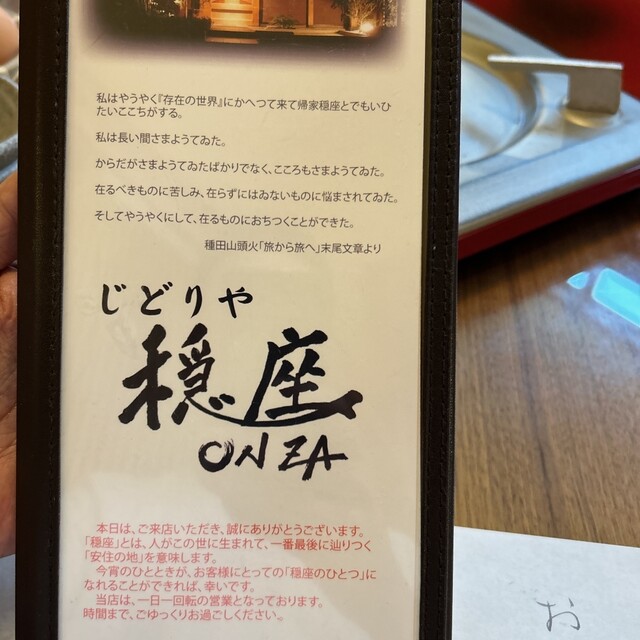 私はやうやく『存在の世界』にかへつて来て帰家穏座とでもいひ
たいここちがする。
私は長い間さまようてゐた。
からだがさまようてゐたばかりでなく、こころもさまようてゐた。
在るべきものに苦しみ、在らずにはゐないものに悩まされてゐた。
そしてやうやくにして、在るものにおちつくことができた。
種田山頭火「旅から旅へ」末尾文章より
じどりや
穏座
ONZA
本日は、ご来店いただき、誠にありがとうございます。
「穏座」とは、人がこの世に生まれて、一番最後に辿りつく
「安住の地」を意味します。
今宵のひとときが、お客様にとっての「穏座のひとつ」に
なれることができれば、幸いです。
当店は、一日一回転の営業となっております。
時間まで、ごゆっくりお過ごしください。
お